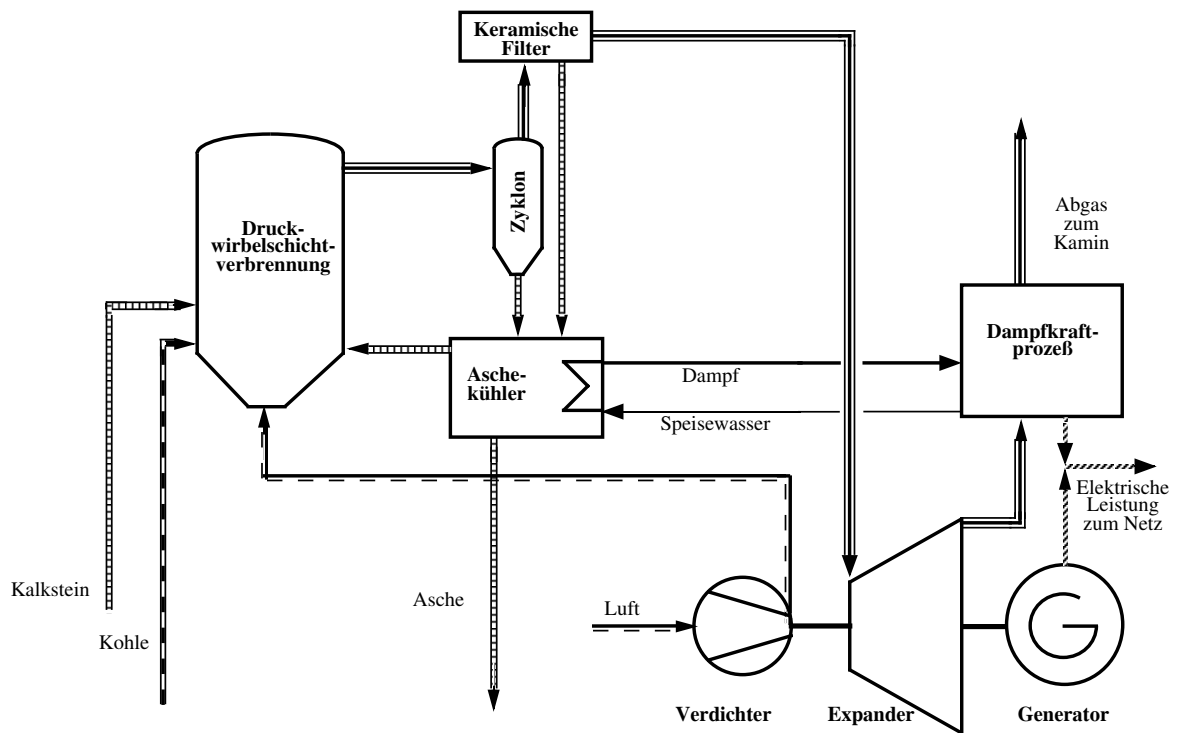 Keramische
Filter
Zyklon
Druck-
wirbelschicht-
verbrennung
Abgas
zum
Kamin
Dampfkraft-
prozeß
Asche-
kühler
Dampf
Speisewasser
Elektrische
Leistung
zum Netz
Kalkstein
Kohle
Asche
Luft
G
Verdichter
Expander
Generator